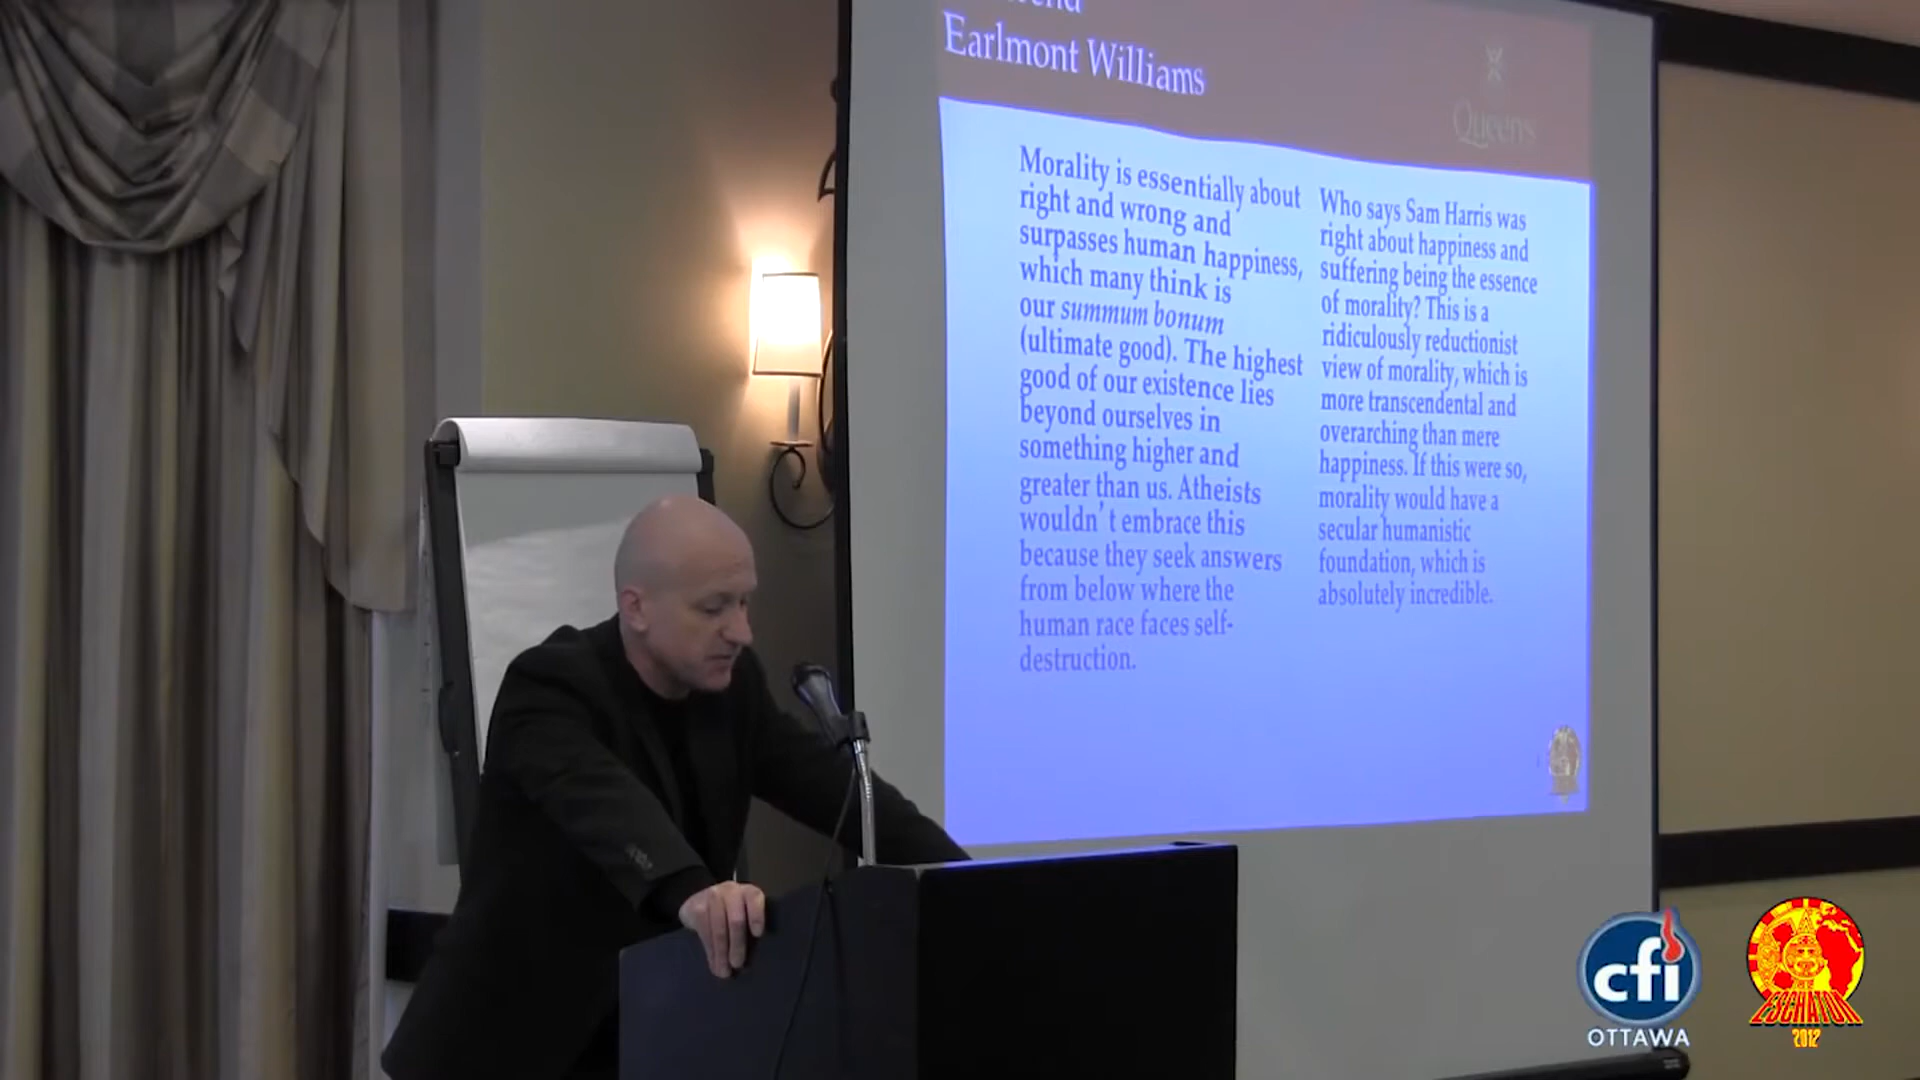 Earlmont Williams
Queen's
Morality is essentially about
right and wrong and
surpasses human happiness,
which many think is
our summum bonum
(ultimate good). The highest
good of our existence lies
beyond ourselves in
something higher and
greater than us. Atheists
wouldn't embrace this
because they seek answers
from below where the
human race faces self-
destruction.
Who says Sam Harris was
right about happiness and
suffering being the essence
of morality? This is a
ridiculously reductionist
view of morality, which is
more transcendental and
overarching than mere
happiness. If this were so,
morality would have a
secular humanistic
foundation, which is
absolutely incredible.
cfi
OTTAWA
ESCHATON
2012